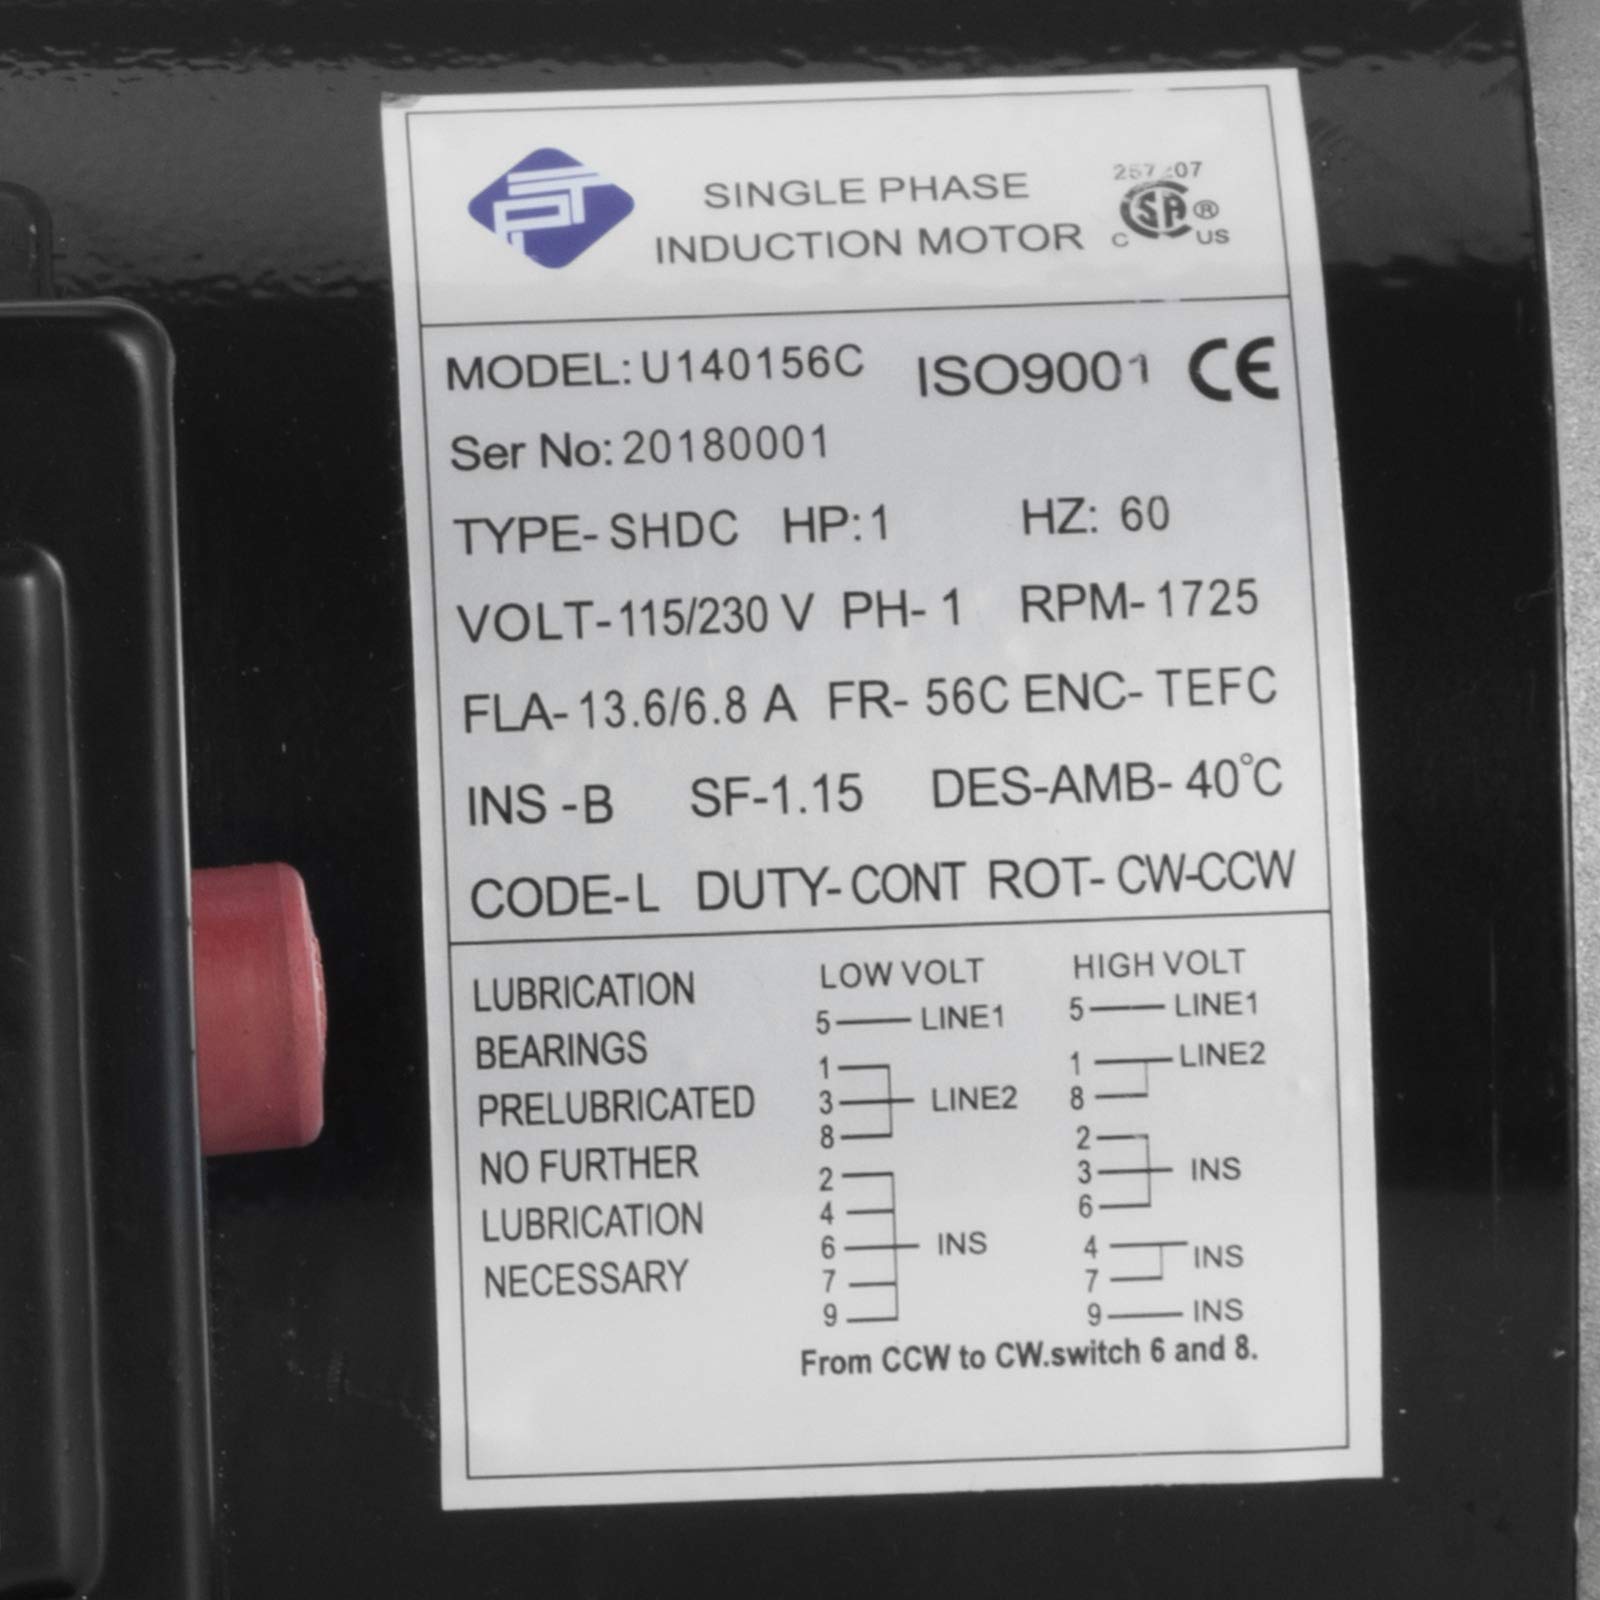 SINGLE PHASE
INDUCTION MOTOR
C SA ® US
MODEL: U140156C ISO9001 CE
Ser No: 20180001
TYPE- SHDC HP: 1 HZ: 60
VOLT- 115/230 V PH- 1 RPM- 1725
FLA- 13.6/6.8 A FR- 56C ENC- TEFC
INS -B SF-1.15 DES-AMB- 40°C
CODE-L DUTY- CONT ROT- CW-CCW
LUBRICATION
BEARINGS
PRELUBRICATED
NO FURTHER
LUBRICATION
NECESSARY
LOW VOLT
5 LINE1
1
3 LINE2
8
2
4
6 INS
7
9
HIGH VOLT
5 LINE1
1 LINE2
8
2
3 INS
6
4 INS
7
9 INS
From CCW to CW.switch 6 and 8.